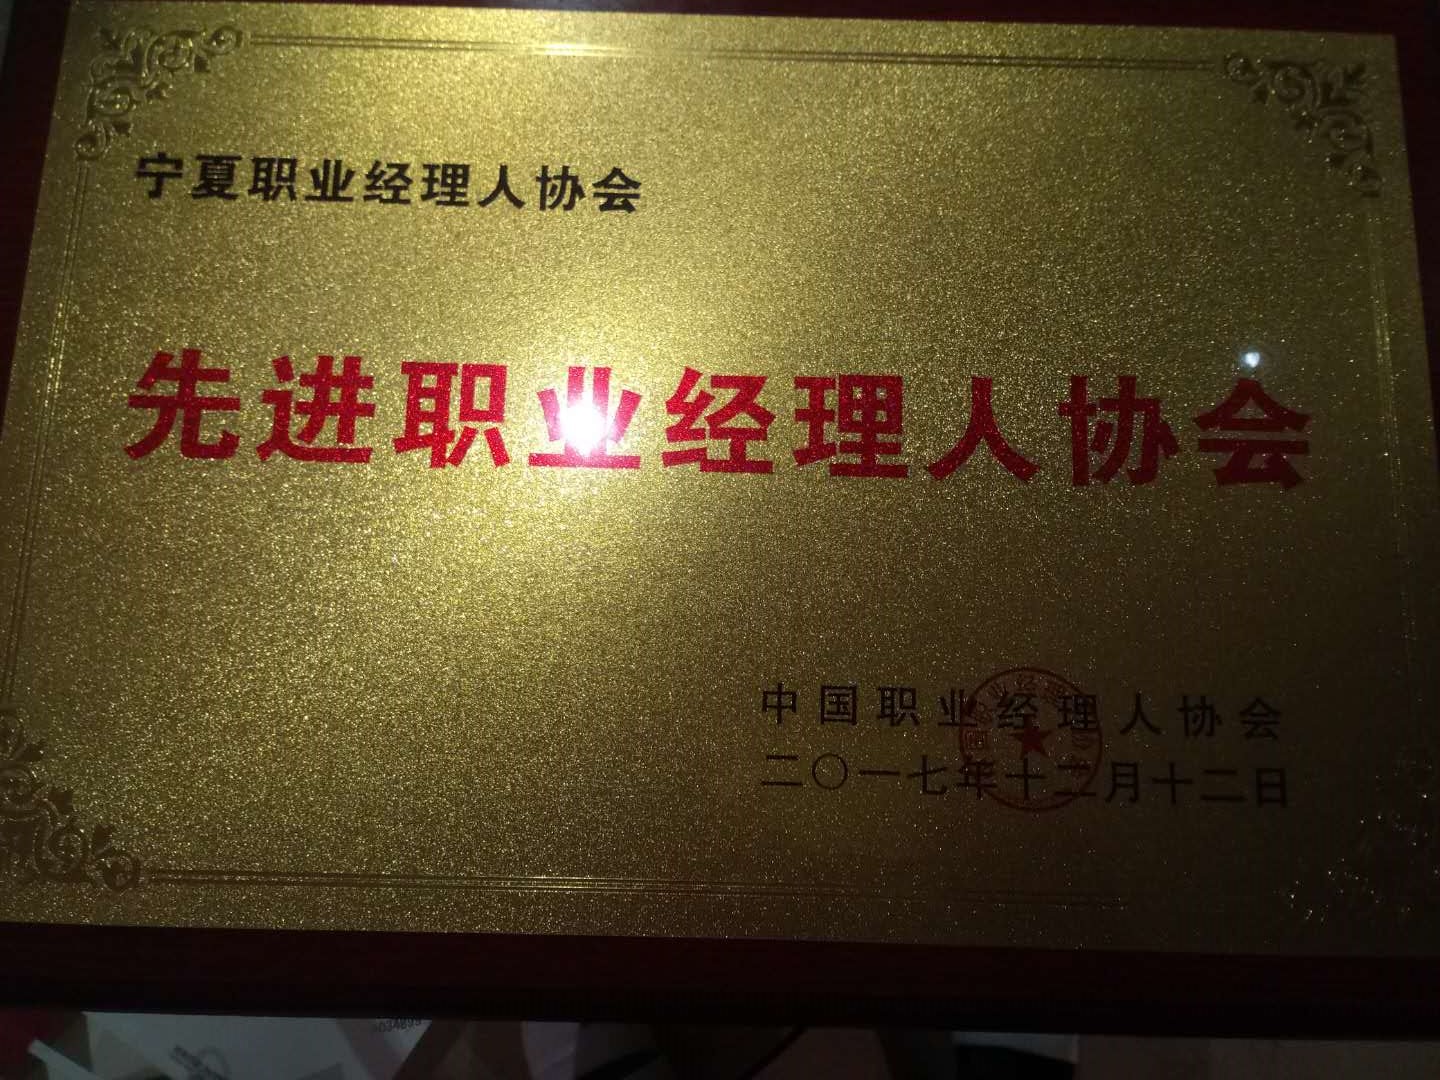 宁夏职业经理人协会
先进职业经理人协会
中国职业经理人协会
二〇一七年十二月十二日